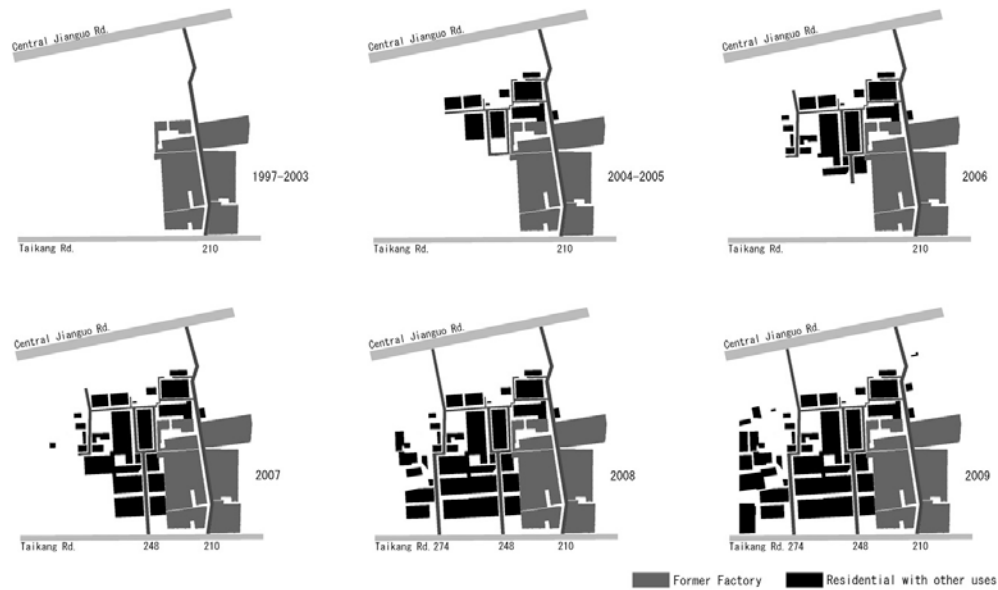 Central Jianguo Rd.
1997-2003
Taikang Rd.
210
Central Jianguo Rd.
2004-2005
Taikang Rd.
210
Central Jianguo Rd.
2006
Taikang Rd.
210
Central Jianguo Rd.
2007
Taikang Rd.
248
210
Central Jianguo Rd.
2008
Taikang Rd. 274
248
210
Central Jianguo Rd.
2009
Taikang Rd. 274
248
210
Former Factory
Residential with other uses